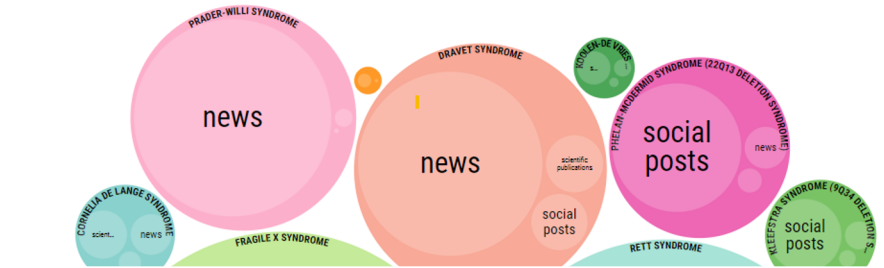 PRADER-WILLI SYNDROME
news
DRAVET SYNDROME
news
scientific
publications
social
posts
KOOLEN-DE VRIES
s...
PHELAN-MCDERMID SYNDROME (22Q13 DELETION SYNDROME)
social
posts
news
CORNELIA DE LANGE SYNDROME
scient...
news
FRAGILE X SYNDROME
RETT SYNDROME
KLEEFSTRA SYNDROME (9Q34 DELETION S...
social
posts